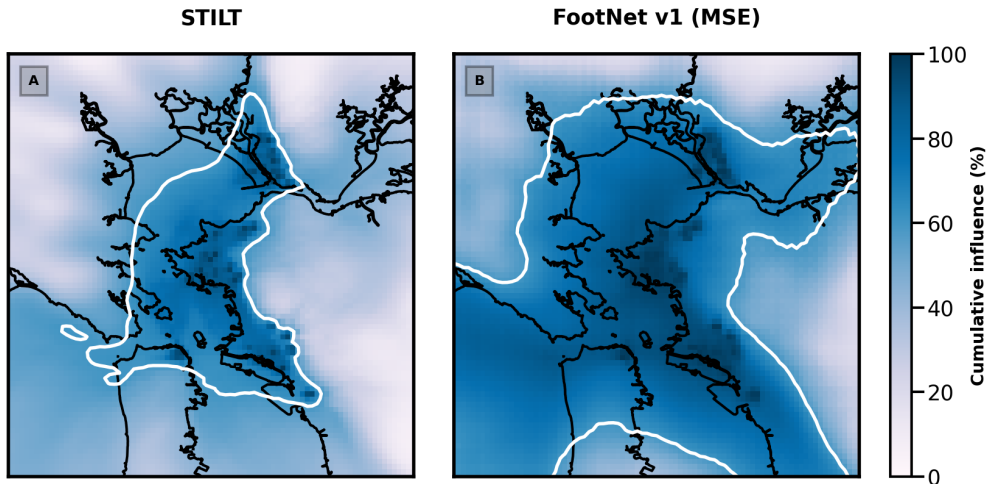 STILT
FootNet v1 (MSE)
A
B
100
80
60
40
20
0
Cumulative influence (%)